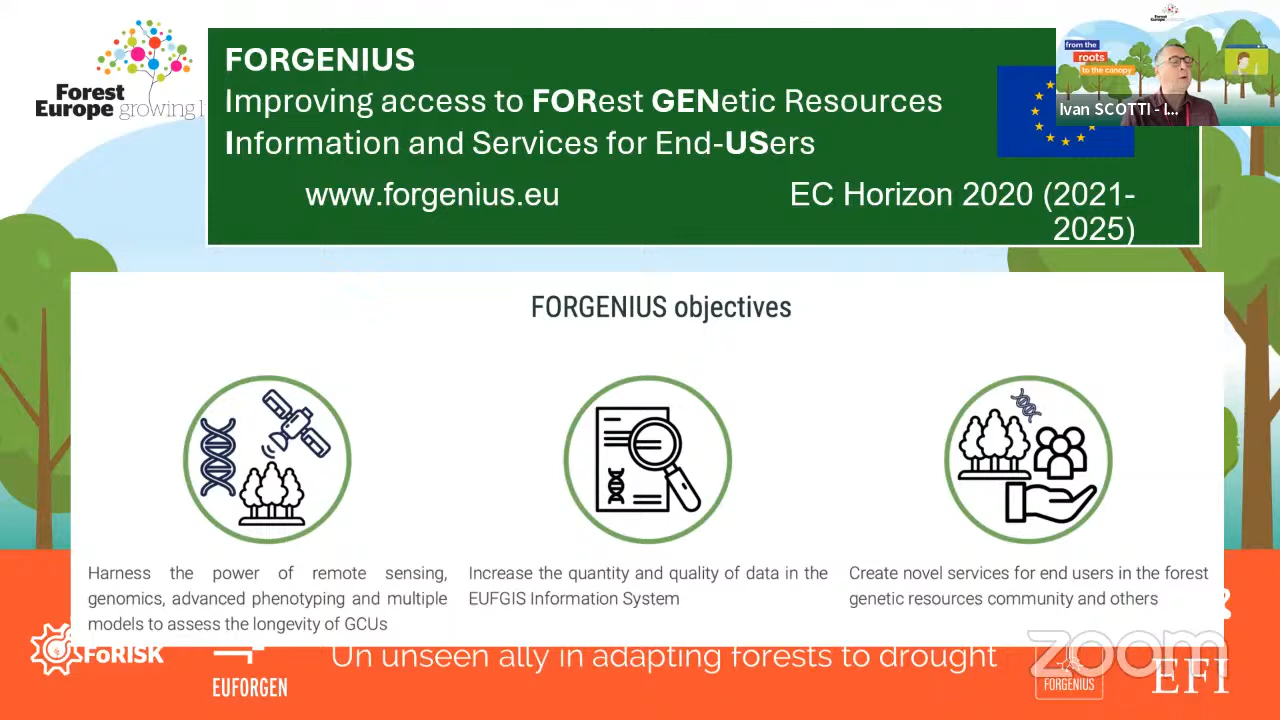 Forest
Europe growing l
FORGENIUS
Improving access to FORest GENetic Resources
Information and Services for End-USers
www.forgenius.eu
EC Horizon 2020 (2021-
2025)
from the
roots
to the canopy
Ivan SCOTTI - I...
FORGENIUS objectives
Harness the power of remote sensing,
genomics, advanced phenotyping and multiple
models to assess the longevity of GCUs
Increase the quantity and quality of data in the
EUFGIS Information System
Create novel services for end users in the forest
genetic resources community and others
FoRISK
EUFORGEN
Un unseen ally in adapting forests to drought
zoom
FORGENIUS
EFI